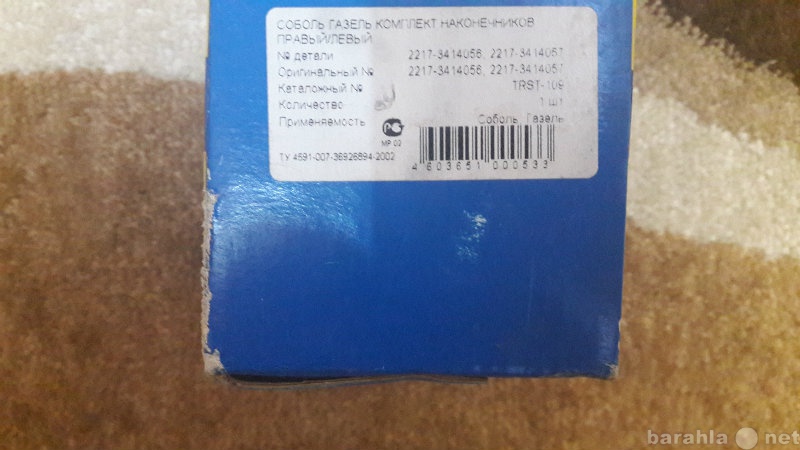 СОБОЛЬ ГАЗЕЛЬ КОМПЛЕКТ НАКОНЕЧНИКОВ
ПРАВЫЙ/ЛЕВЫЙ
№ детали 2217-3414056, 2217-3414057
Оригинальный № 2217-3414056, 2217-3414057
Каталожный № TRST-109
Количество 1 шт
Применяемость Соболь Газель
МР 02
ТУ 4591-007-36926894-2002
4 603651 000533
barahla net